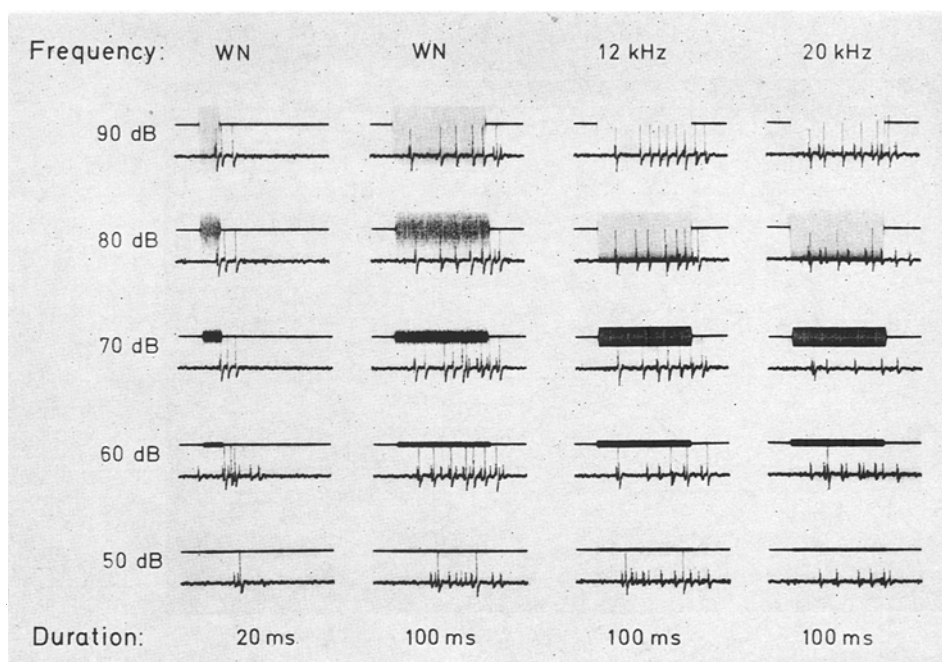 Frequency: WN WN 12 kHz 20 kHz
90 dB
80 dB
70 dB
60 dB
50 dB
Duration: 20 ms 100 ms 100 ms 100 ms